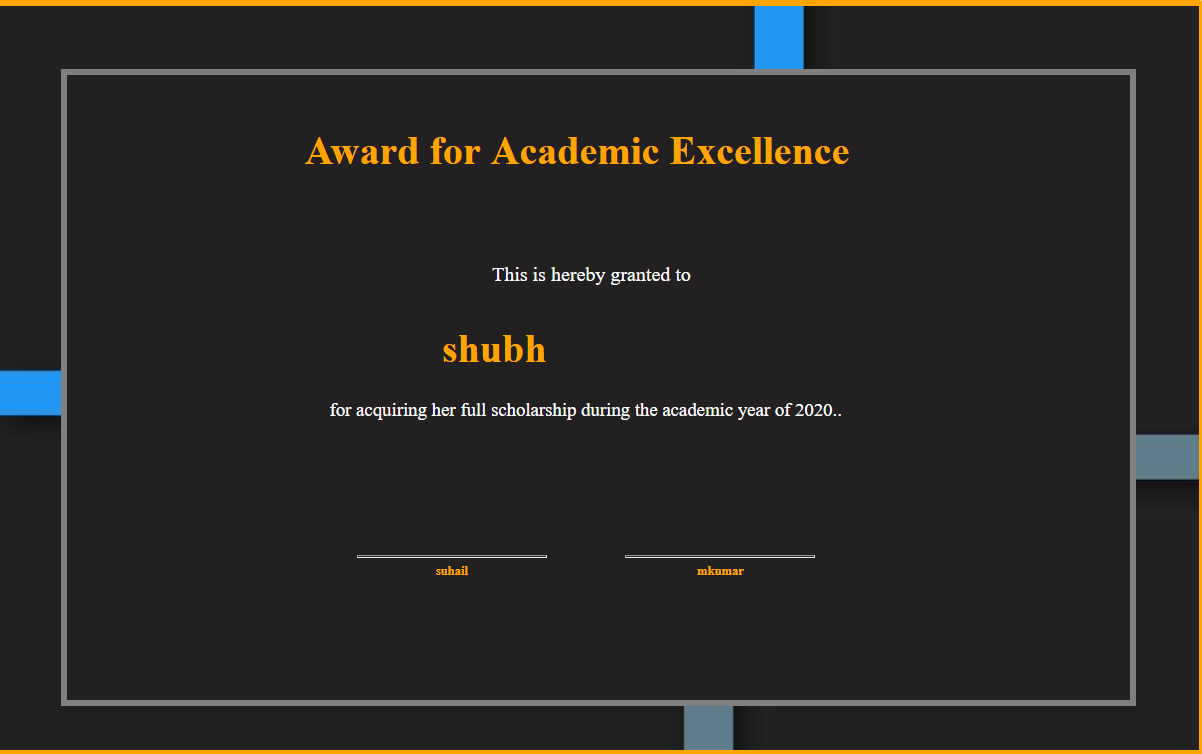 Award for Academic Excellence
This is hereby granted to
shubh
for acquiring her full scholarship during the academic year of 2020..
suhail mkumar